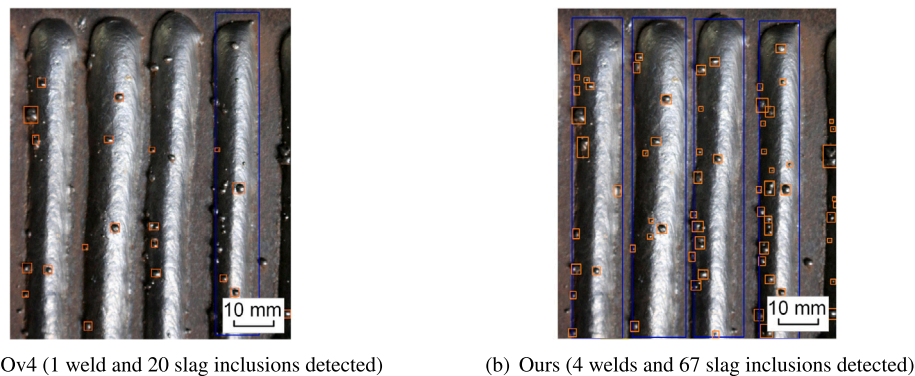 10 mm
10 mm
Ov4 (1 weld and 20 slag inclusions detected)
(b) Ours (4 welds and 67 slag inclusions detected)